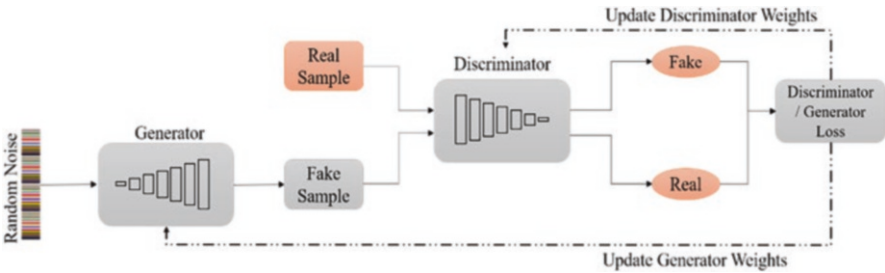 Update Discriminator Weights
Real
Sample
Discriminator
Fake
Discriminator
/ Generator
Loss
Generator
Random Noise
Fake
Sample
Real
Update Generator Weights